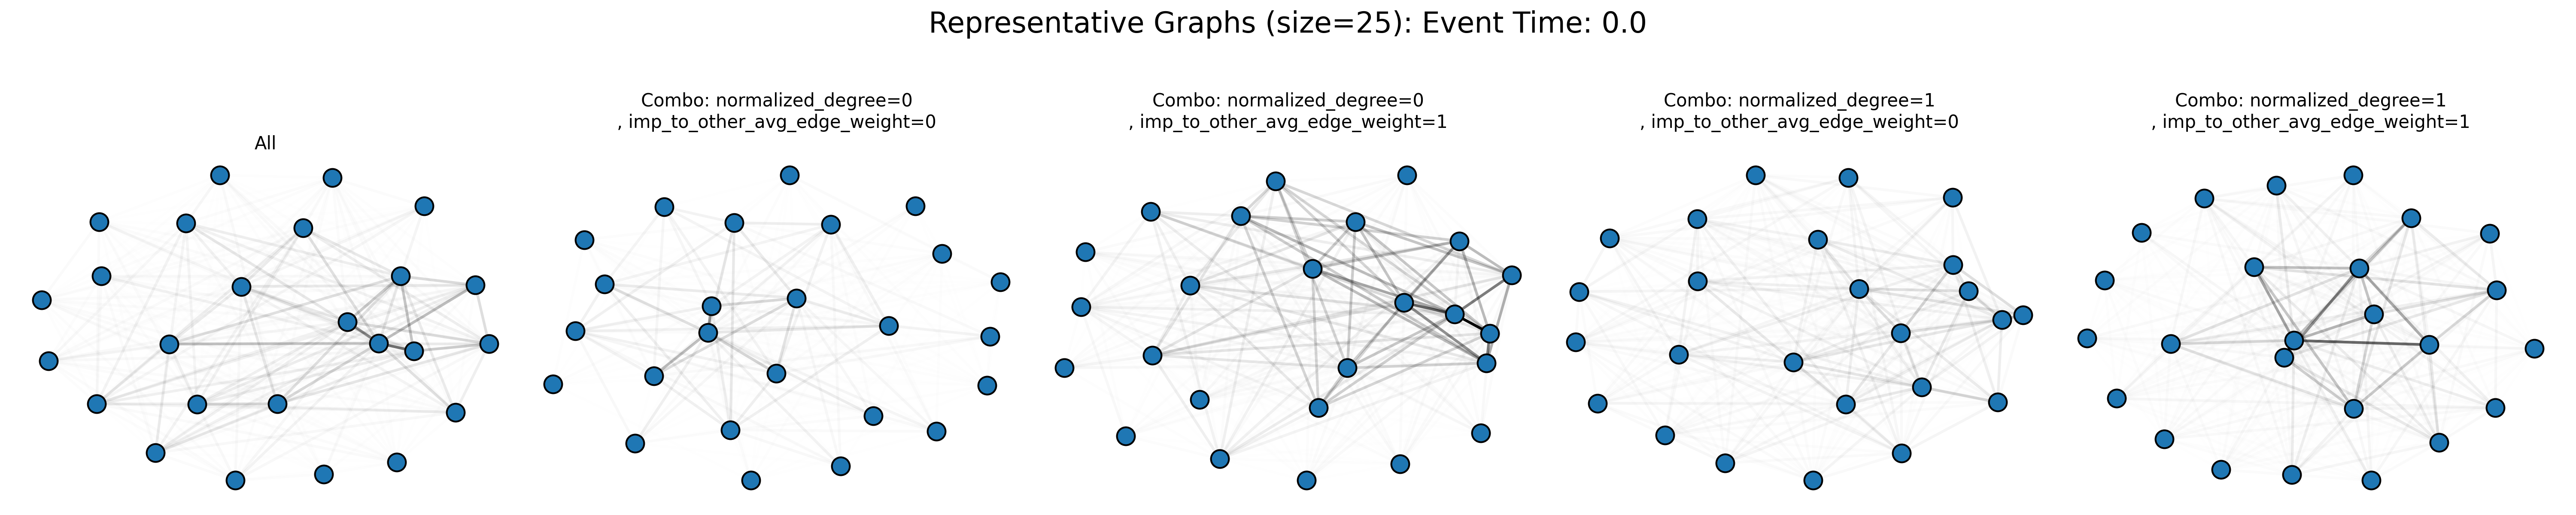 Representative Graphs (size=25): Event Time: 0.0
All
Combo: normalized_degree=0
, imp_to_other_avg_edge_weight=0
Combo: normalized_degree=0
, imp_to_other_avg_edge_weight=1
Combo: normalized_degree=1
, imp_to_other_avg_edge_weight=0
Combo: normalized_degree=1
, imp_to_other_avg_edge_weight=1